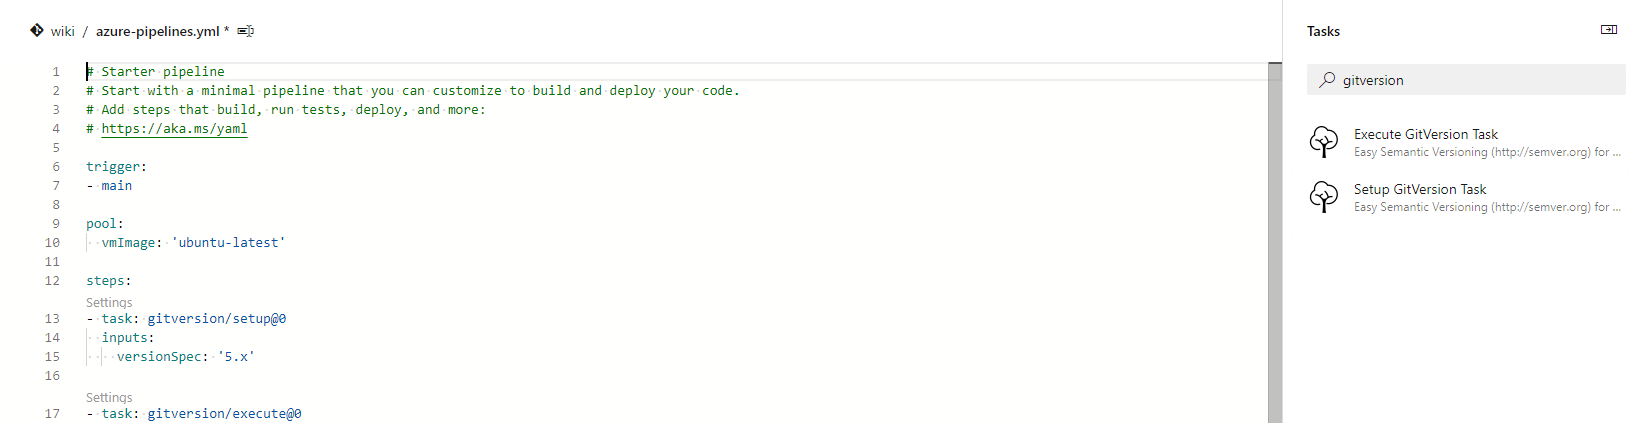 wiki / azure-pipelines.yml *
1 # Starter pipeline
2 # Start with a minimal pipeline that you can customize to build and deploy your code.
3 # Add steps that build, run tests, deploy, and more:
4 # https://aka.ms/yaml
5
6 trigger:
7 - main
8
9 pool:
10   vmImage: 'ubuntu-latest'
11
12 steps:
Settings
13 - task: gitversion/setup@0
14   inputs:
15     versionSpec: '5.x'
16
Settings
17 - task: gitversion/execute@0
Tasks
gitversion
Execute GitVersion Task
Easy Semantic Versioning (http://semver.org) for ...
Setup GitVersion Task
Easy Semantic Versioning (http://semver.org) for ...